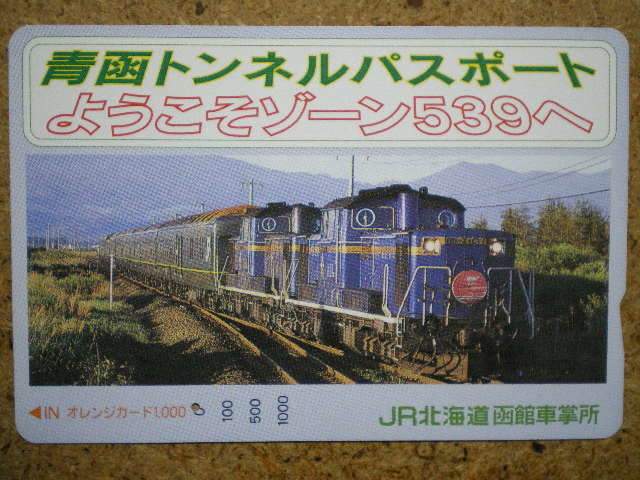 青函トンネルパスポート
ようこそゾーン539へ
◀IN オレンジカード1,000 0 100 500 1000
JR北海道 函館車掌所